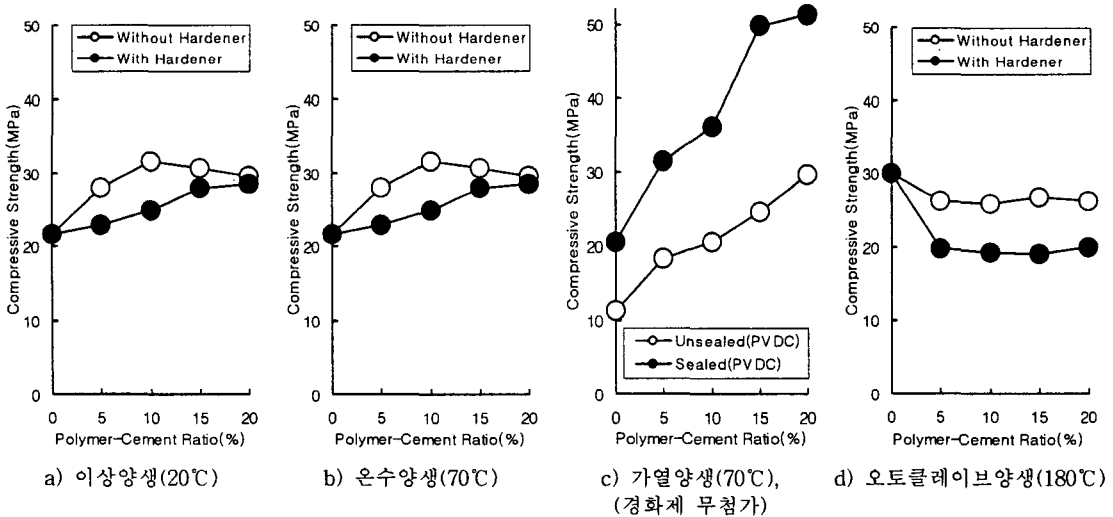 50
40
30
20
10
0
Compressive Strength(MPa)
Without Hardener
With Hardener
0 5 10 15 20
Polymer-Cement Ratio(%)
a) 이상양생(20℃)
50
40
30
20
10
0
Compressive Strength(MPa)
Without Hardener
With Hardener
0 5 10 15 20
Polymer-Cement Ratio(%)
b) 온수양생(70℃)
50
40
30
20
10
0
Compressive Strength(MPa)
Unsealed(PVDC)
Sealed(PVDC)
0 5 10 15 20
Polymer-Cement Ratio(%)
c) 가열양생(70℃),
(경화제 무첨가)
50
40
30
20
10
0
Compressive Strength(MPa)
Without Hardener
With Hardener
0 5 10 15 20
Polymer-Cement Ratio(%)
d) 오토클레이브양생(180℃)